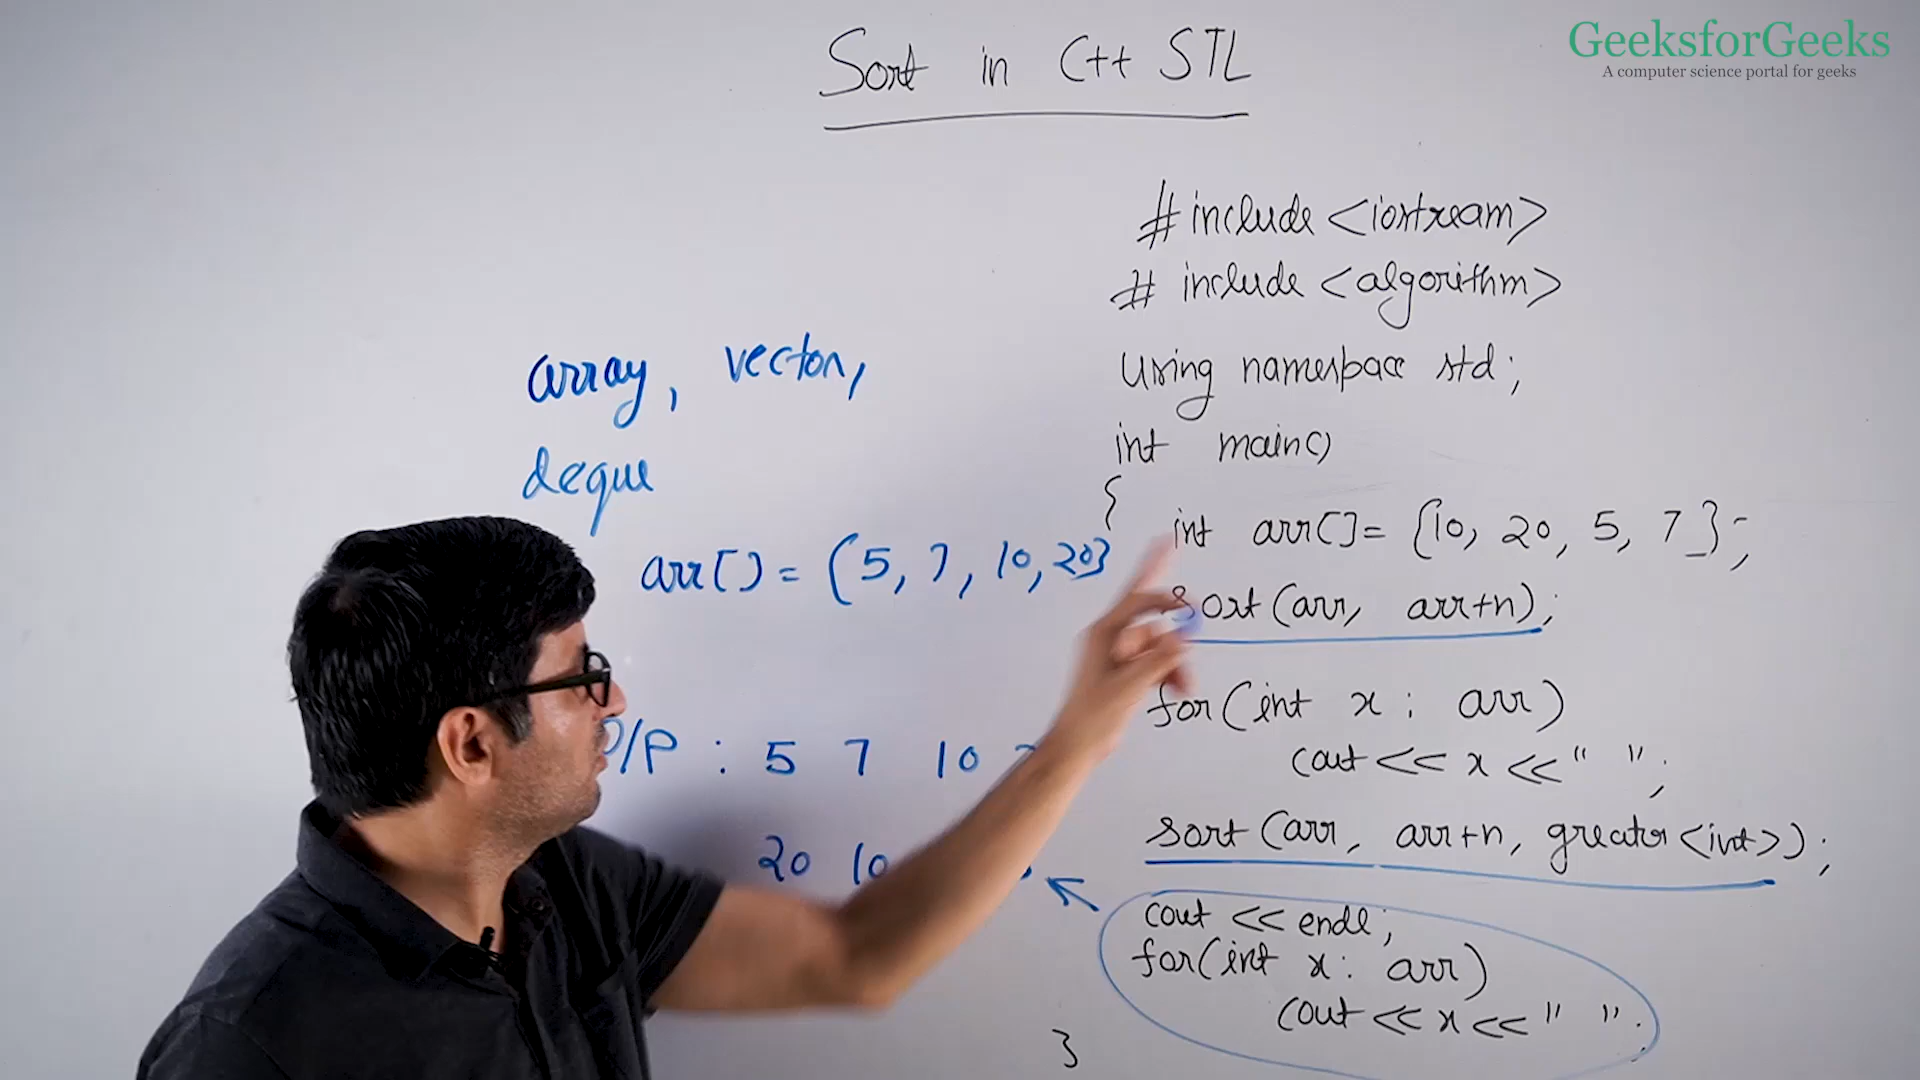 GeeksforGeeks
A computer science portal for geeks
Sort in C++ STL
array, vector,
deque
arr[] = {5, 7, 10, 20}
O/P : 5 7 10
20 10
#include <iostream>
# include <algorithm>
using namespace std;
int main()
{
int arr[] = {10, 20, 5, 7};
sort(arr, arr+n);
for(int x : arr)
cout << x << " ";
sort(arr, arr+n, greater<int>);
cout << endl;
for(int x : arr)
cout << x << " ".
}